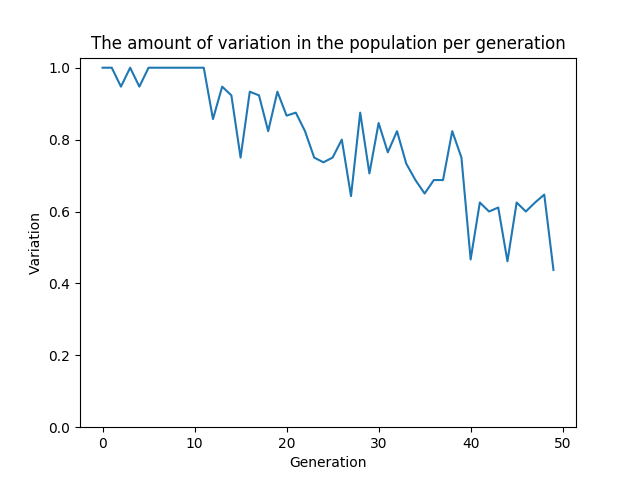 The amount of variation in the population per generation
1.0
0.8
0.6
0.4
0.2
0.0
Variation
0 10 20 30 40 50
Generation